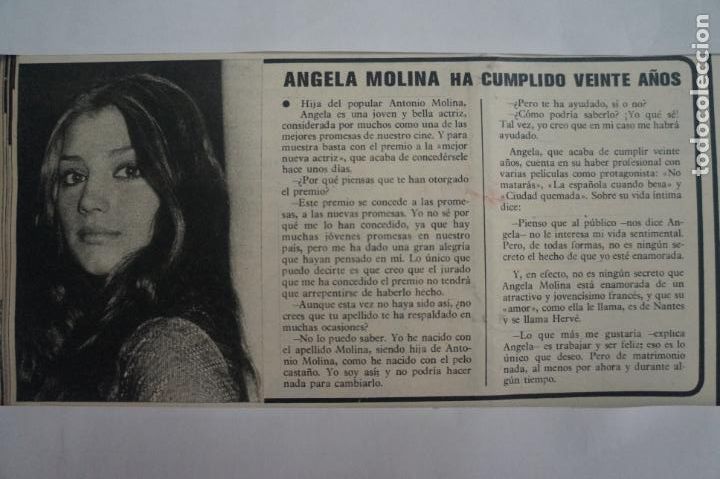 ANGELA MOLINA HA CUMPLIDO VEINTE AÑOS
● Hija del popular Antonio Molina,
Angela es una joven y bella actriz,
considerada por muchos como una de las
mejores promesas de nuestro cine. Y para
muestra basta con el premio a la «mejor
nueva actriz», que acaba de concedérsele
hace unos días.
—¿Por qué piensas que te han otorgado
el premio?
—Este premio se concede a las prome-
sas, a las nuevas promesas. Yo no sé por
qué me lo han concedido, ya que hay
muchas jóvenes promesas en nuestro
país, pero me ha dado una gran alegría
que hayan pensado en mí. Lo único que
puedo decirte es que creo que el jurado
que me ha concedido el premio no tendrá
que arrepentirse de haberlo hecho.
—Aunque esta vez no haya sido así, ¿no
crees que tu apellido te ha respaldado en
muchas ocasiones?
—No lo puedo saber. Yo he nacido con
el apellido Molina, siendo hija de Anto-
nio Molina, como he nacido con el pelo
castaño. Yo soy así y no podría hacer
nada para cambiarlo.
—¿Pero te ha ayudado, sí o no?
—¿Cómo podría saberlo? ¡Yo qué sé!
Tal vez, yo creo que en mi caso me habrá
ayudado.
Angela, que acaba de cumplir veinte
años, cuenta en su haber profesional con
varias películas como protagonista: «No
matarás», «La española cuando besa» y
«Ciudad quemada». Sobre su vida íntima
dice:
—Pienso que al público —nos dice An-
gela— no le interesa mi vida sentimental.
Pero, de todas formas, no es ningún se-
creto el hecho de que yo esté enamorada.
Y, en efecto, no es ningún secreto que
Angela Molina está enamorada de un
atractivo y jovencísimo francés, y que su
«amor», como ella le llama, es de Nantes
y se llama Hervé.
—Lo que más me gustaría —explica
Angela— es trabajar y ser feliz; eso es lo
único que deseo. Pero de matrimonio
nada, al menos por ahora y durante al-
gún tiempo.
todocoleccion